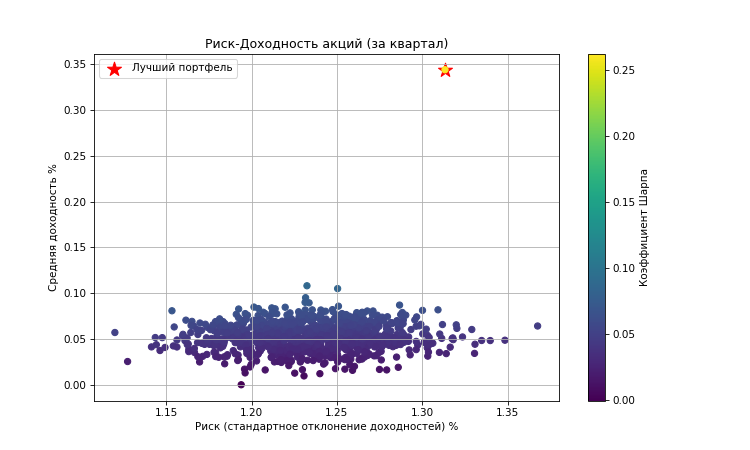 Риск-Доходность акций (за квартал)
Лучший портфель
Средняя доходность %
0.35
0.30
0.25
0.20
0.15
0.10
0.05
0.00
1.15 1.20 1.25 1.30 1.35
Риск (стандартное отклонение доходностей) %
0.25
0.20
0.15
0.10
0.05
0.00
Коэффициент Шарпа